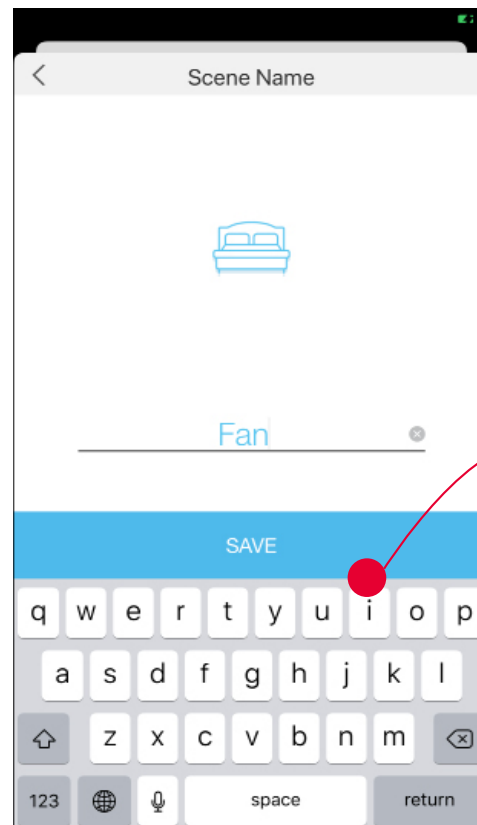 Scene Name
Fan
SAVE
q w e r t y u i o p
a s d f g h j k l
z x c v b n m
123 space return